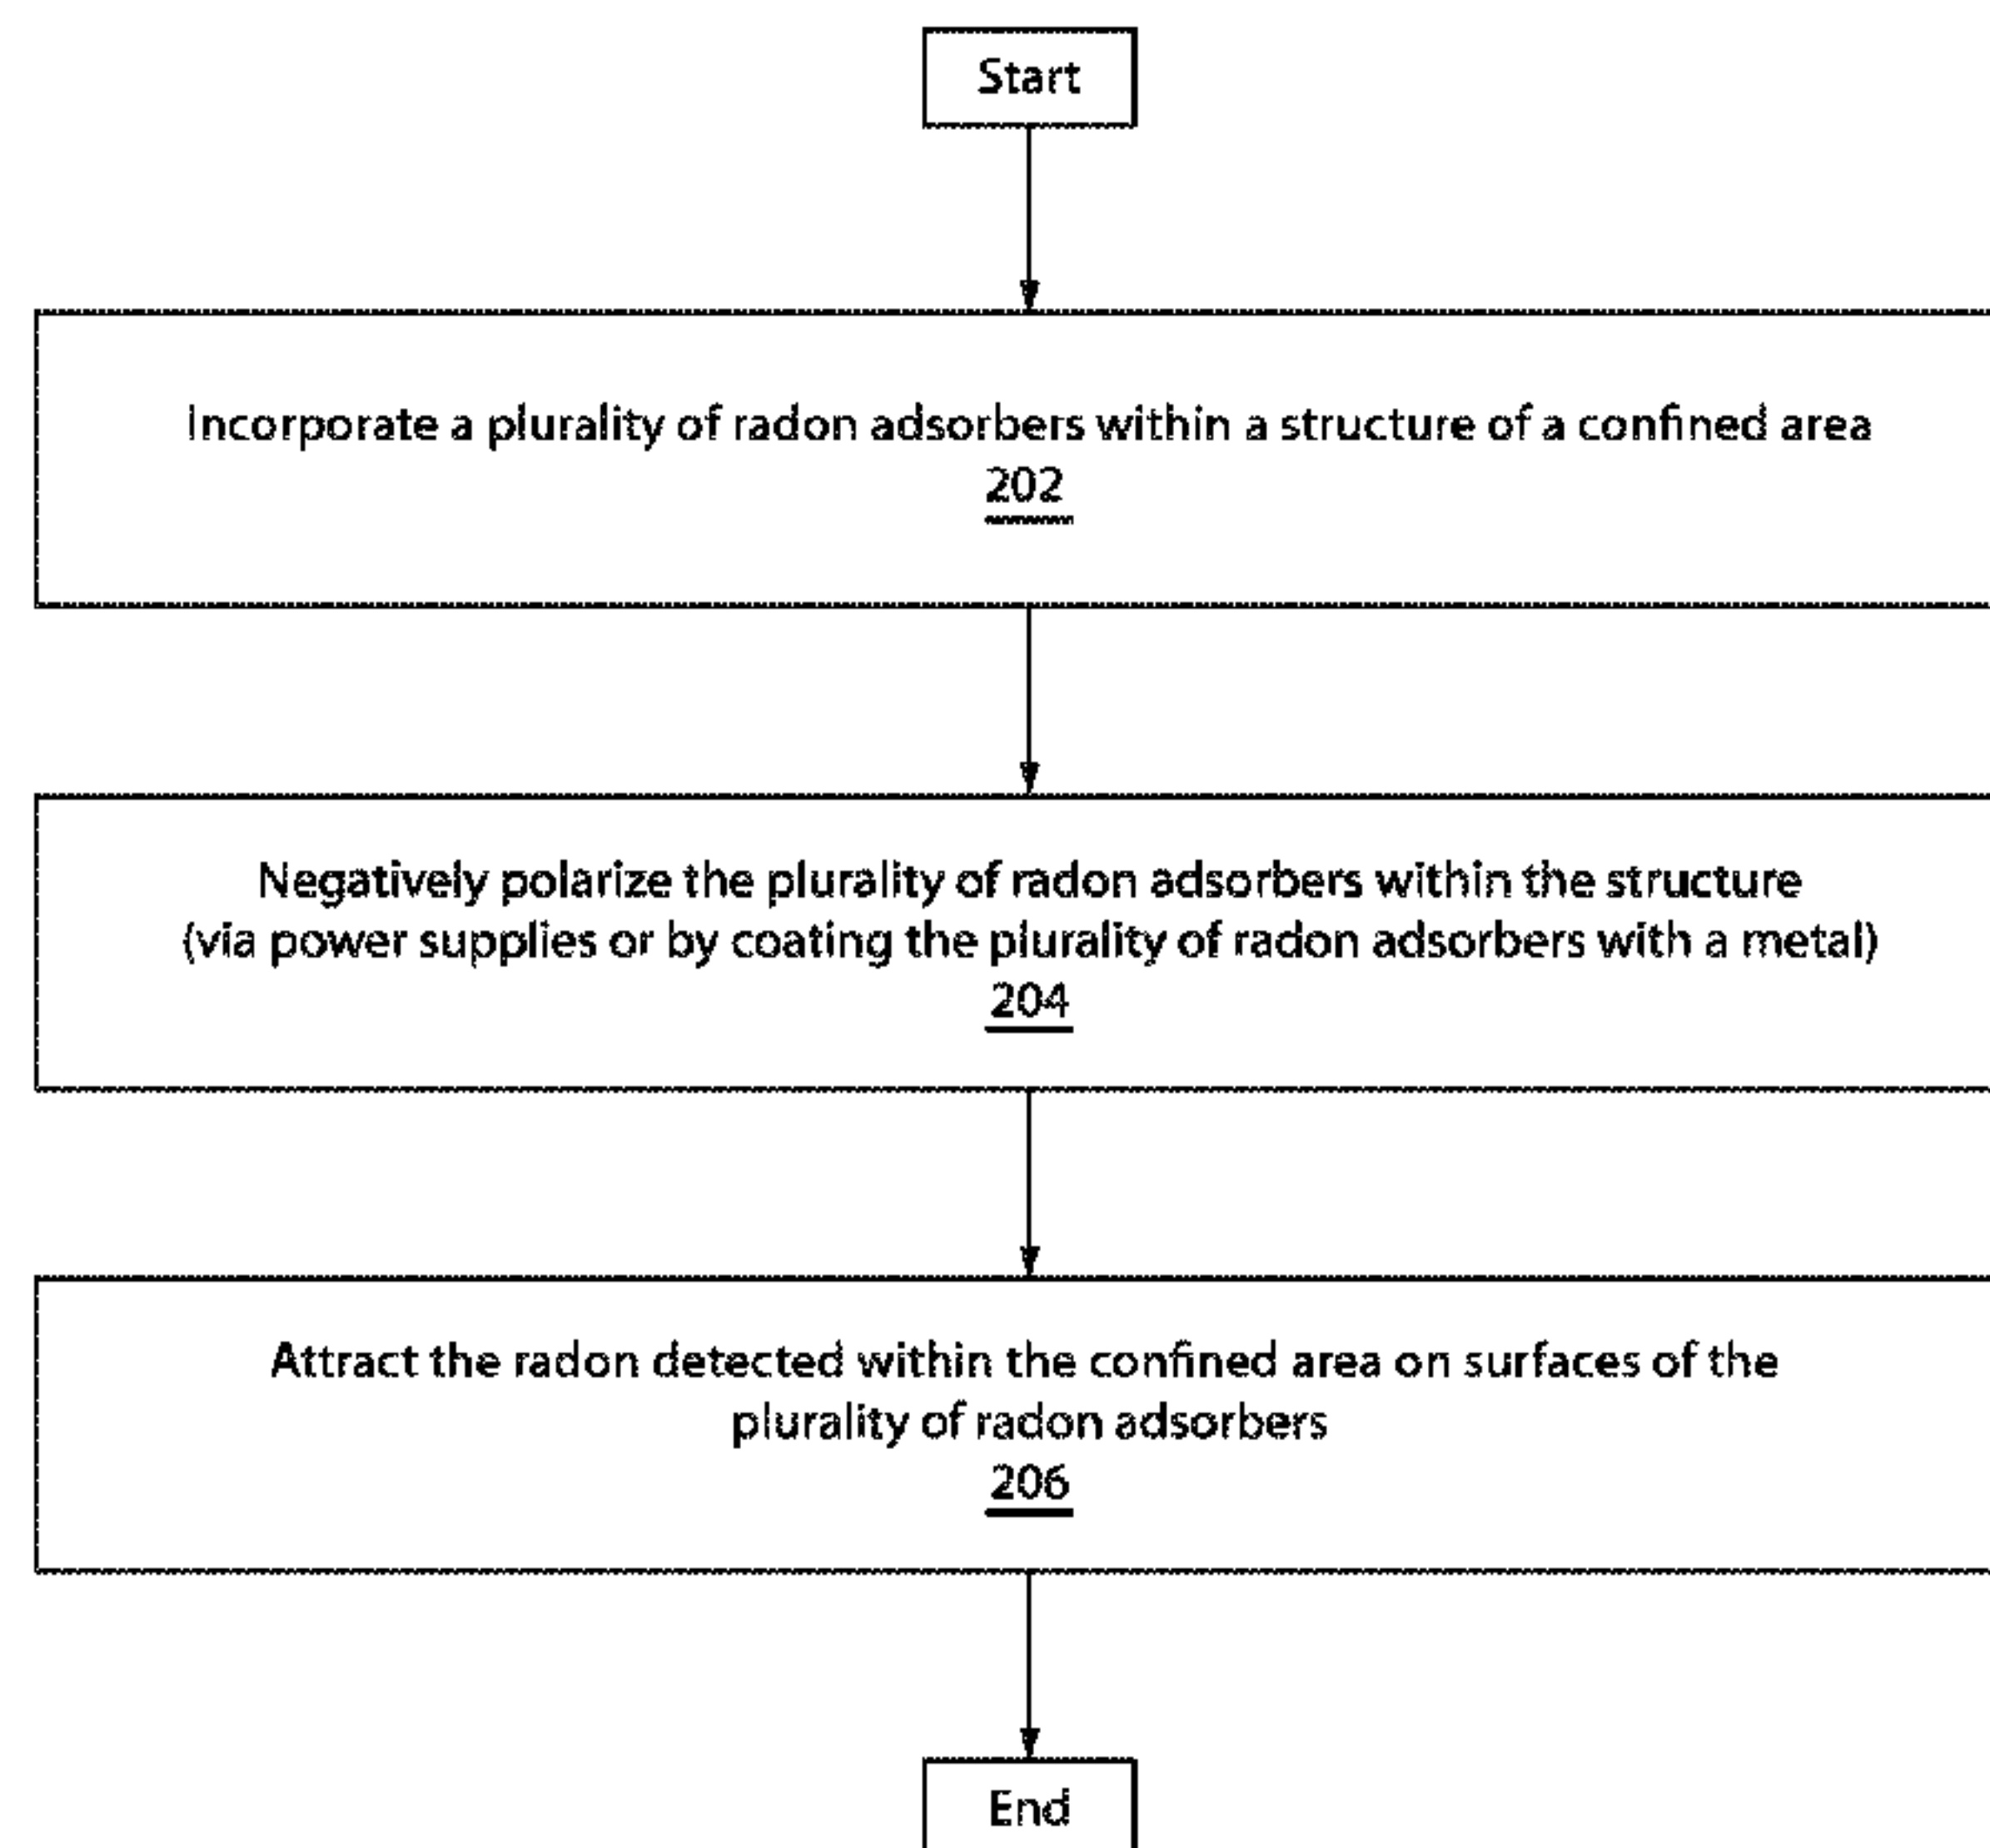 Start
Incorporate a plurality of radon adsorbers within a structure of a confined area
202
Negatively polarize the plurality of radon adsorbers within the structure
(via power supplies or by coating the plurality of radon adsorbers with a metal)
204
Attract the radon detected within the confined area on surfaces of the
plurality of radon adsorbers
206
End